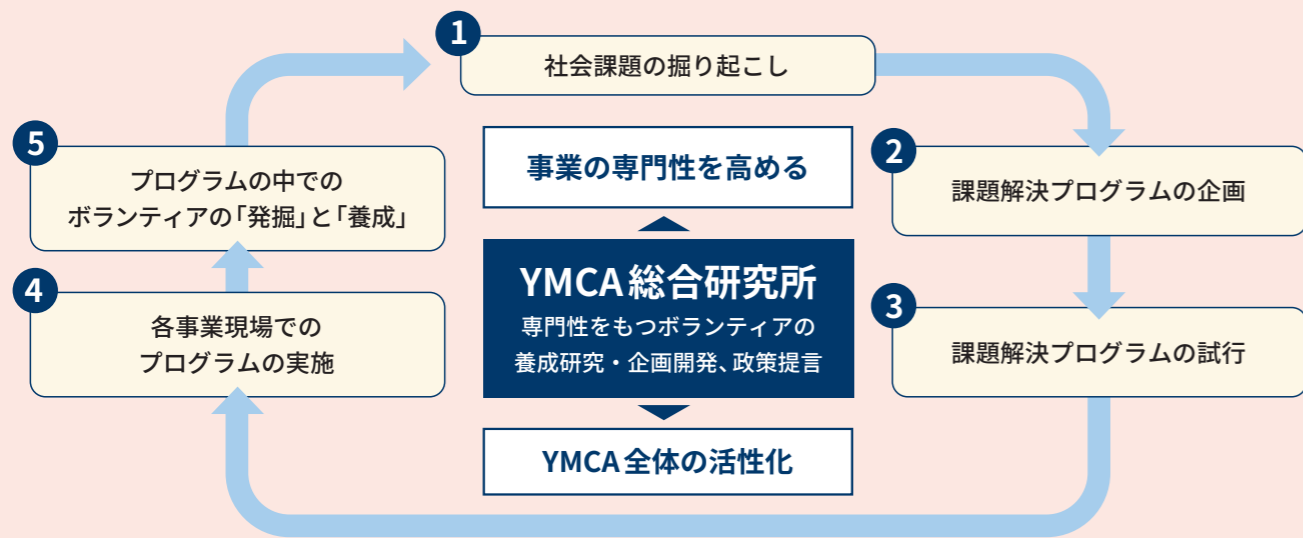 1
社会課題の掘り起こし
2
課題解決プログラムの企画
3
課題解決プログラムの試行
4
各事業現場での
プログラムの実施
5
プログラムの中での
ボランティアの「発掘」と「養成」
事業の専門性を高める
YMCA総合研究所
専門性をもつボランティアの
養成研究・企画開発、政策提言
YMCA全体の活性化